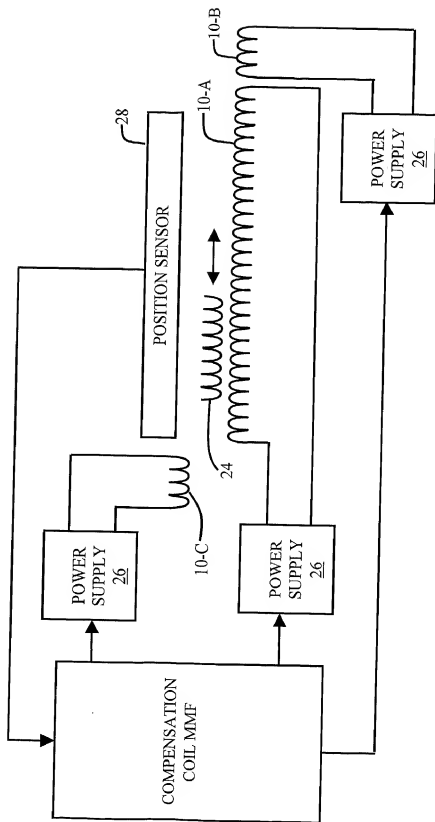 COMPENSATION
COIL MMF
POWER
SUPPLY
26
10-C
POWER
SUPPLY
26
24
POSITION SENSOR
28
10-A
10-B
POWER
SUPPLY
26